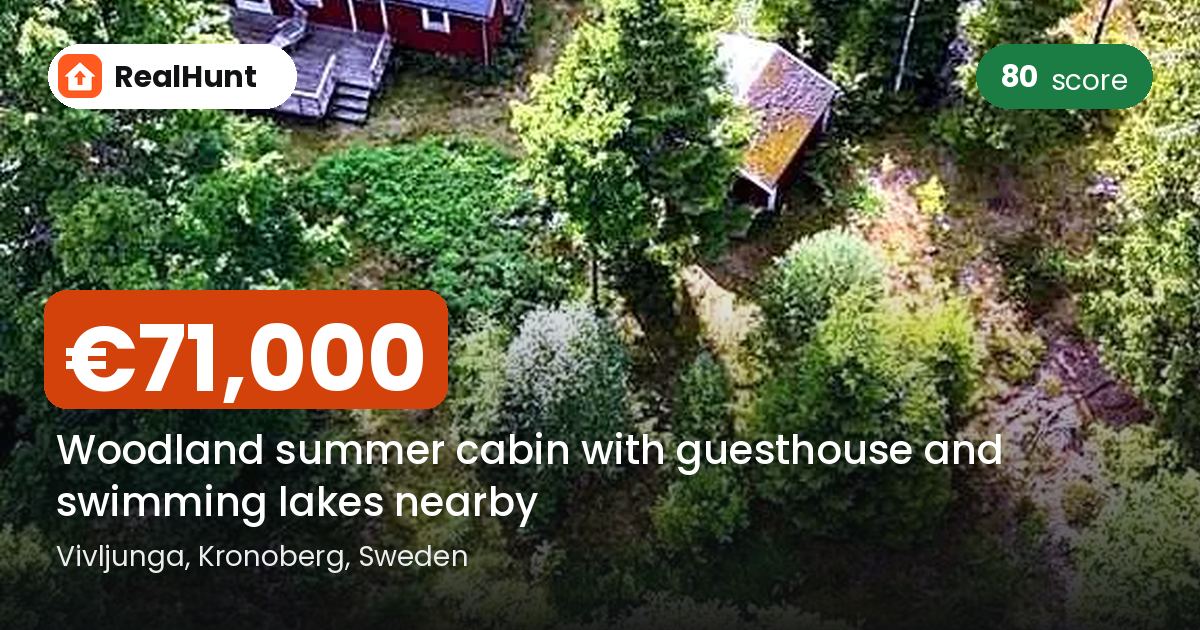 RealHunt
80 score
€71,000
Woodland summer cabin with guesthouse and
swimming lakes nearby
Vivljunga, Kronoberg, Sweden